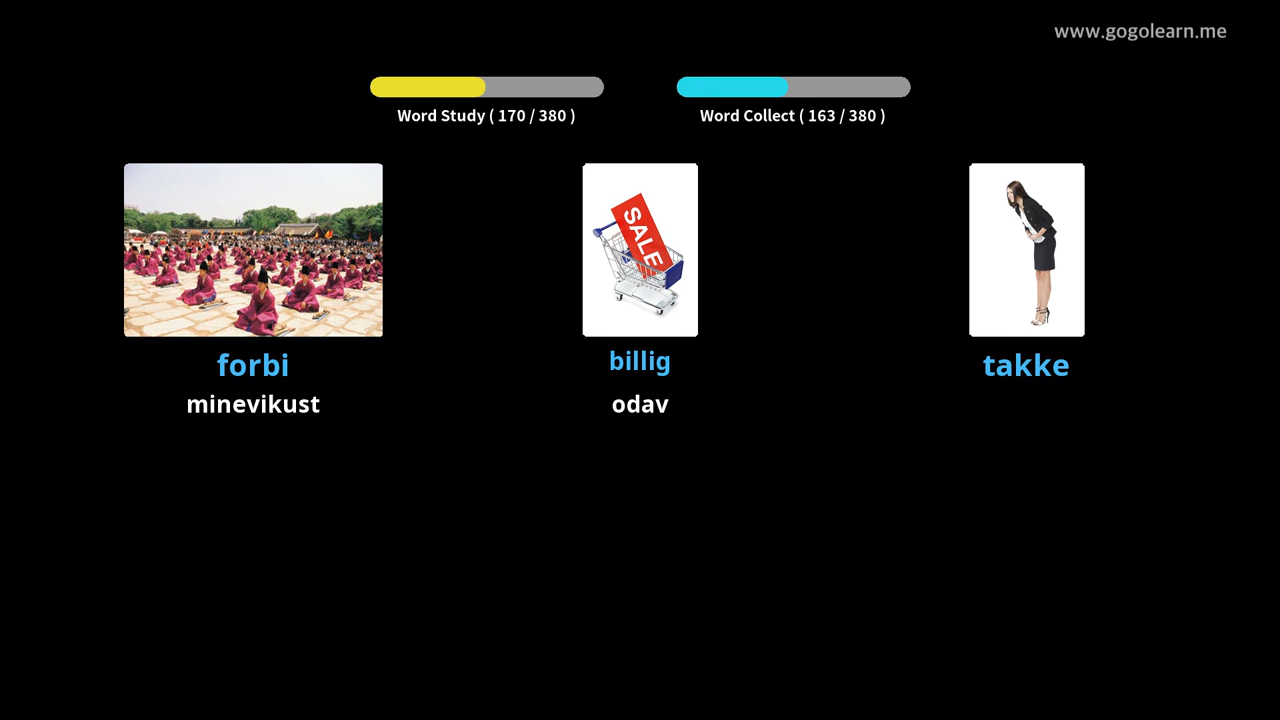 www.gogolearn.me
Word Study ( 170 / 380 )
Word Collect ( 163 / 380 )
SALE
forbi
billig
takke
minevikust
odav